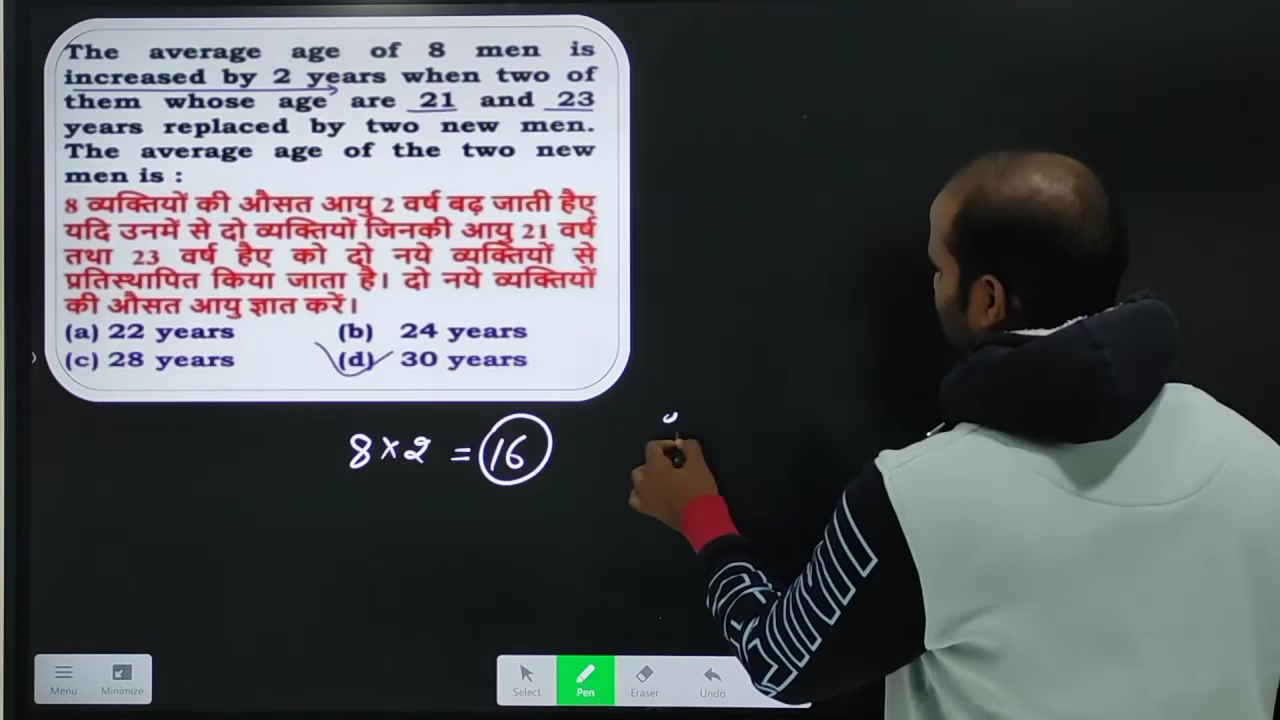 The average age of 8 men is
increased by 2 years when two of
them whose age are 21 and 23
years replaced by two new men.
The average age of the two new
men is :
8 व्यक्तियों की औसत आयु 2 वर्ष बढ़ जाती हैए
यदि उनमें से दो व्यक्तियों जिनकी आयु 21 वर्ष
तथा 23 वर्ष हैए को दो नये व्यक्तियों से
प्रतिस्थापित किया जाता है। दो नये व्यक्तियों
की औसत आयु ज्ञात करें।
(a) 22 years (b) 24 years
(c) 28 years (d) 30 years
8 × 2 = 16
Menu Minimize Select Pen Eraser Undo